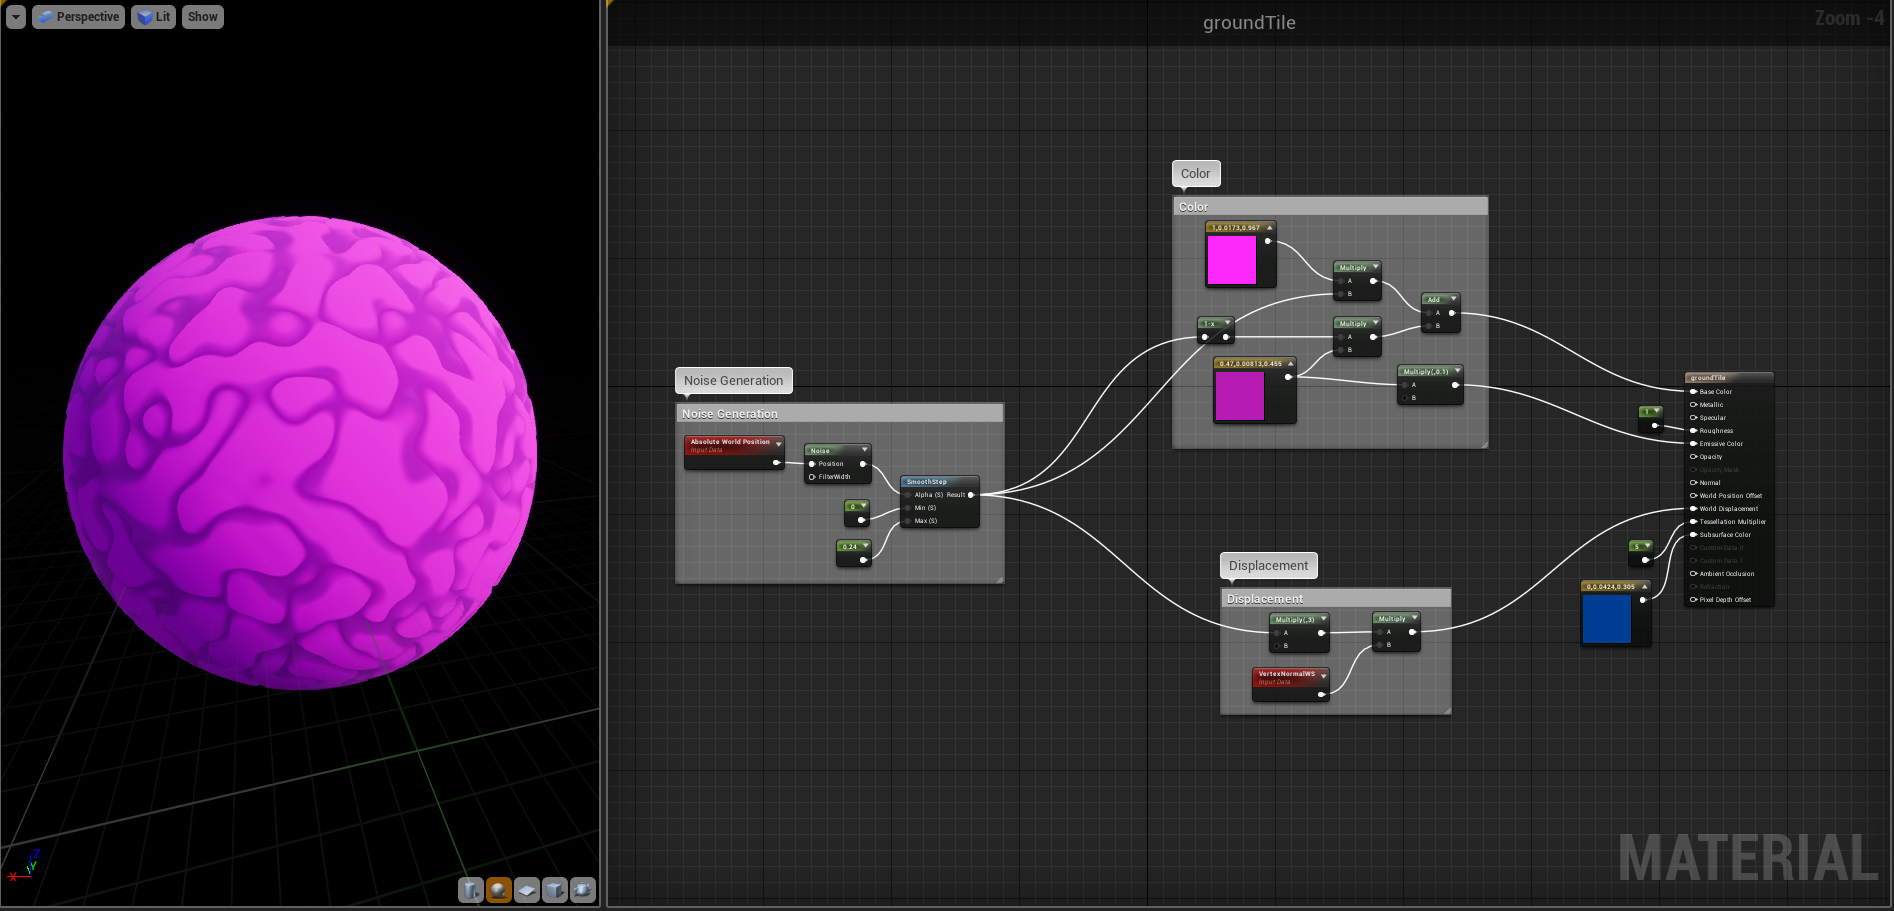 Perspective
Lit
Show
groundTile
Zoom -4
Color
Color
1,0.0173,0.967
Multiply
A
B
Add
A
B
1-x
Multiply
A
B
0.47,0.00813,0.455
Multiply(,0.1)
A
B
Noise Generation
Noise Generation
Absolute World Position
Input Data
Noise
Position
FilterWidth
SmoothStep
Alpha (S) Result
Min (S)
Max (S)
0
0.24
Displacement
Displacement
Multiply(,3)
A
B
Multiply
A
B
VertexNormalWS
Input Data
1
5
0,0.0424,0.305
groundTile
Base Color
Metallic
Specular
Roughness
Emissive Color
Opacity
Opacity Mask
Normal
World Position Offset
World Displacement
Tessellation Multiplier
Subsurface Color
Custom Data 0
Custom Data 1
Ambient Occlusion
Refraction
Pixel Depth Offset
Z
Y
X
MATERIAL